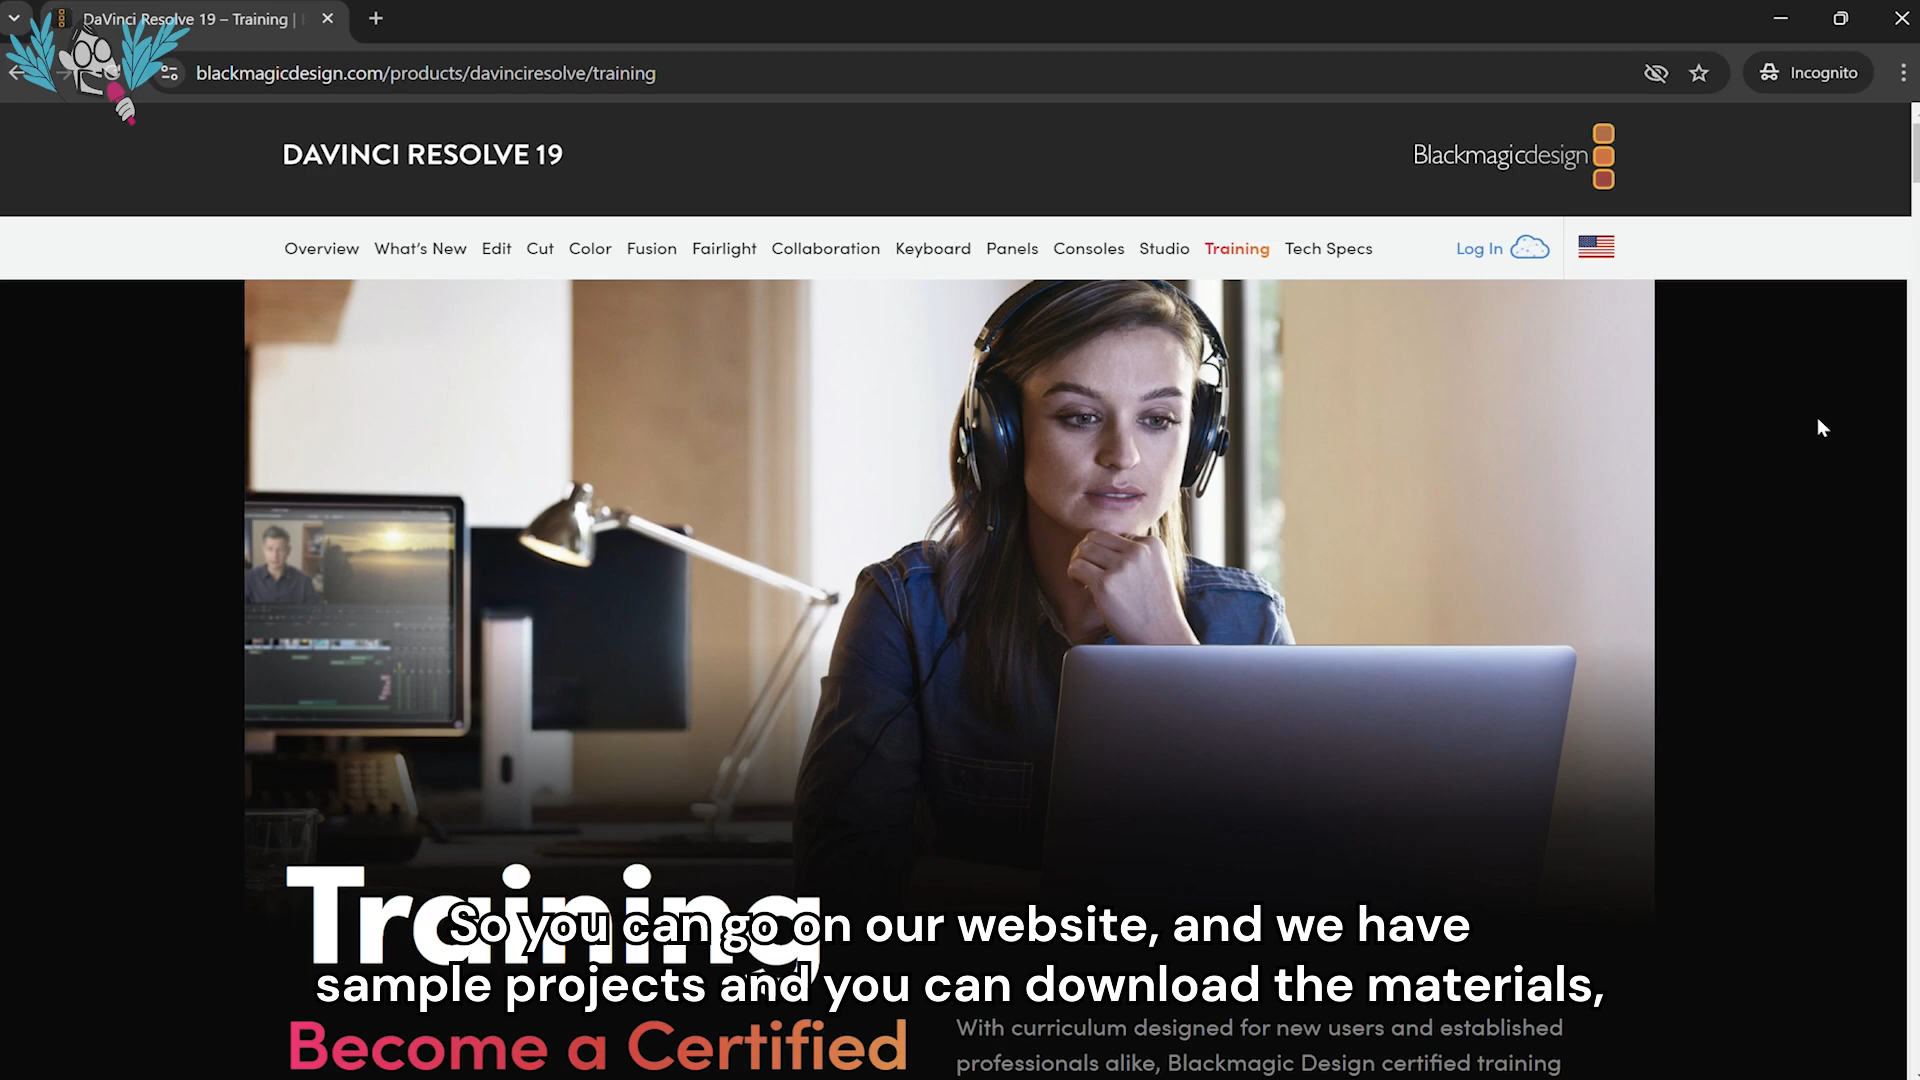 DaVinci Resolve 19 – Training |
blackmagicdesign.com/products/davinciresolve/training
Incognito
DAVINCI RESOLVE 19
Blackmagicdesign
Overview What's New Edit Cut Color Fusion Fairlight Collaboration Keyboard Panels Consoles Studio Training Tech Specs Log In
Training
So you can go on our website, and we have
sample projects and you can download the materials,
Become a Certified
With curriculum designed for new users and established
professionals alike, Blackmagic Design certified training